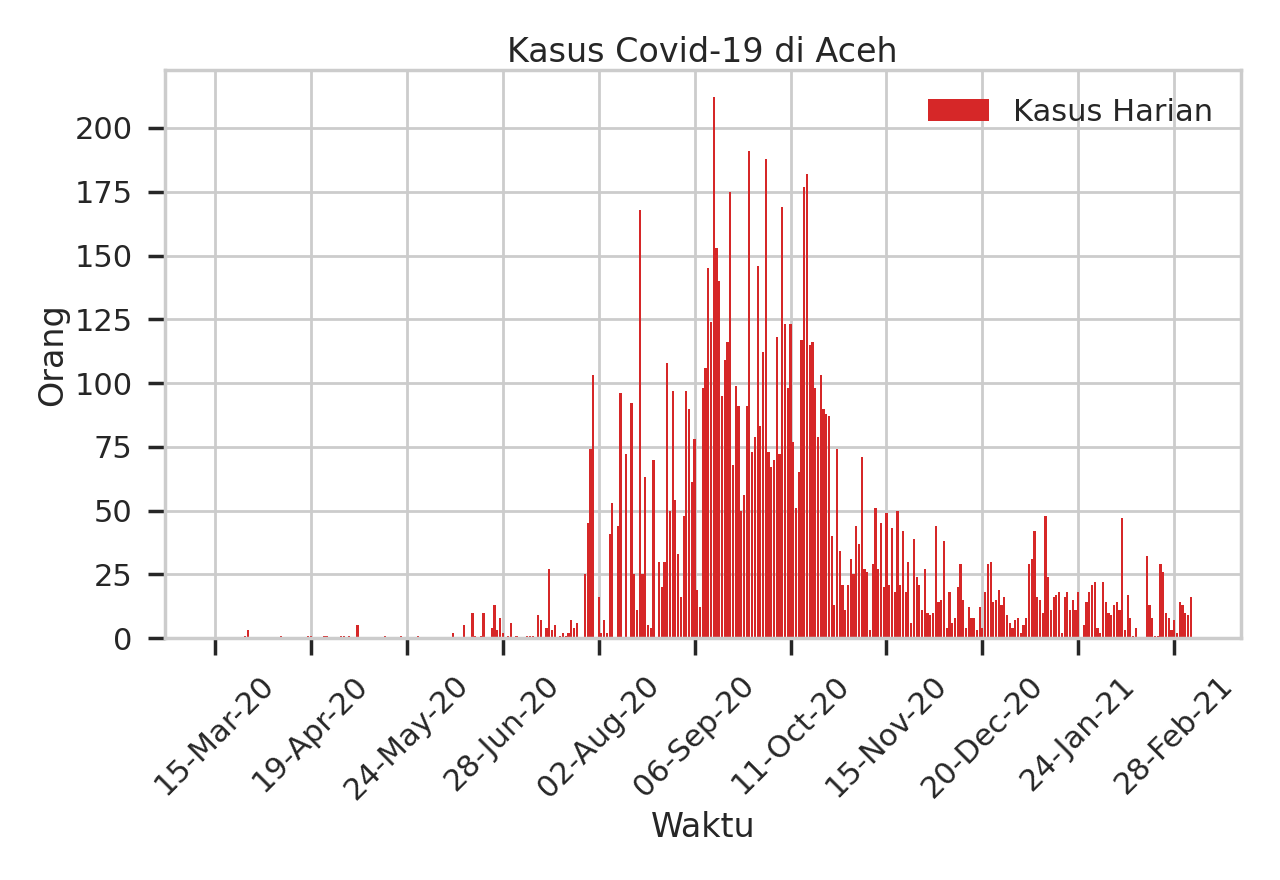 Kasus Covid-19 di Aceh
Kasus Harian
Orang
200
175
150
125
100
75
50
25
0
15-Mar-20
19-Apr-20
24-May-20
28-Jun-20
02-Aug-20
06-Sep-20
11-Oct-20
15-Nov-20
20-Dec-20
24-Jan-21
28-Feb-21
Waktu